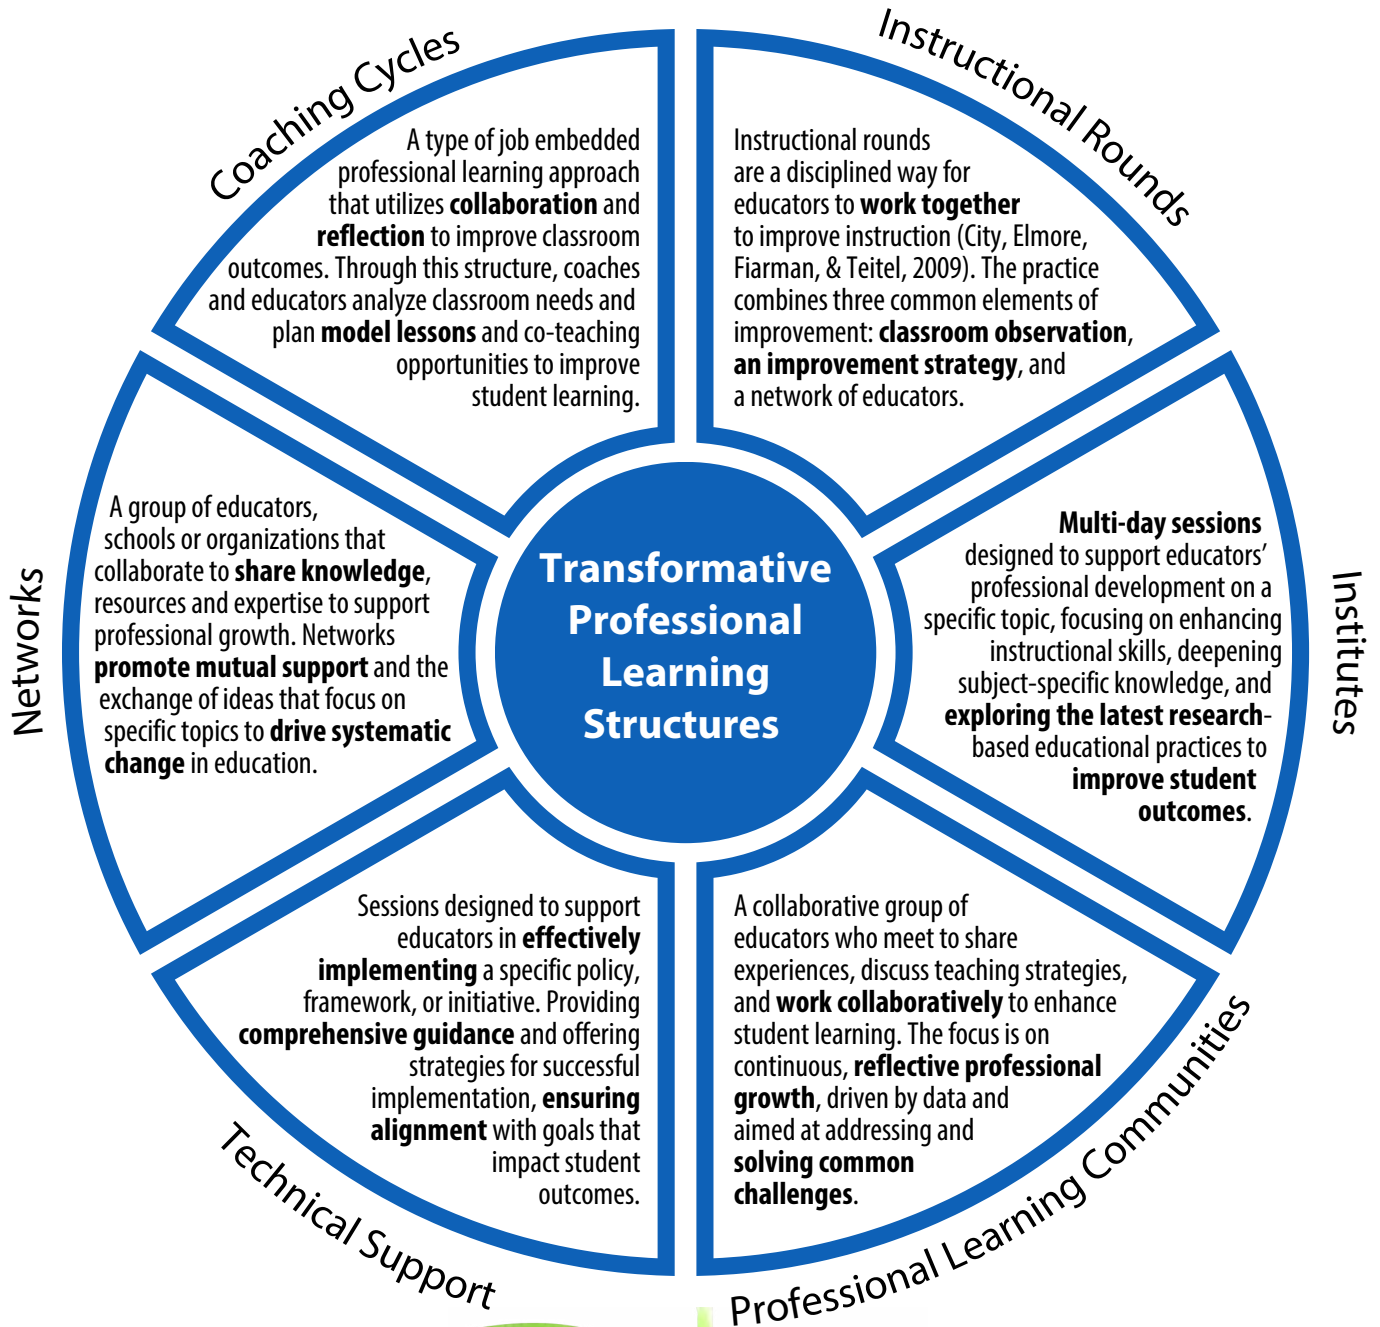 Coaching Cycles
A type of job embedded
professional learning approach
that utilizes collaboration and
reflection to improve classroom
outcomes. Through this structure, coaches
and educators analyze classroom needs and
plan model lessons and co-teaching
opportunities to improve
student learning.
Instructional Rounds
Instructional rounds
are a disciplined way for
educators to work together
to improve instruction (City, Elmore,
Fiarman, & Teitel, 2009). The practice
combines three common elements of
improvement: classroom observation,
an improvement strategy, and
a network of educators.
Networks
A group of educators,
schools or organizations that
collaborate to share knowledge,
resources and expertise to support
professional growth. Networks
promote mutual support and the
exchange of ideas that focus on
specific topics to drive systematic
change in education.
Transformative
Professional
Learning
Structures
Institutes
Multi-day sessions
designed to support educators’
professional development on a
specific topic, focusing on enhancing
instructional skills, deepening
subject-specific knowledge, and
exploring the latest research-
based educational practices to
improve student
outcomes.
Technical Support
Sessions designed to support
educators in effectively
implementing a specific policy,
framework, or initiative. Providing
comprehensive guidance and offering
strategies for successful
implementation, ensuring
alignment with goals that
impact student
outcomes.
Professional Learning Communities
A collaborative group of
educators who meet to share
experiences, discuss teaching strategies,
and work collaboratively to enhance
student learning. The focus is on
continuous, reflective professional
growth, driven by data and
aimed at addressing and
solving common
challenges.